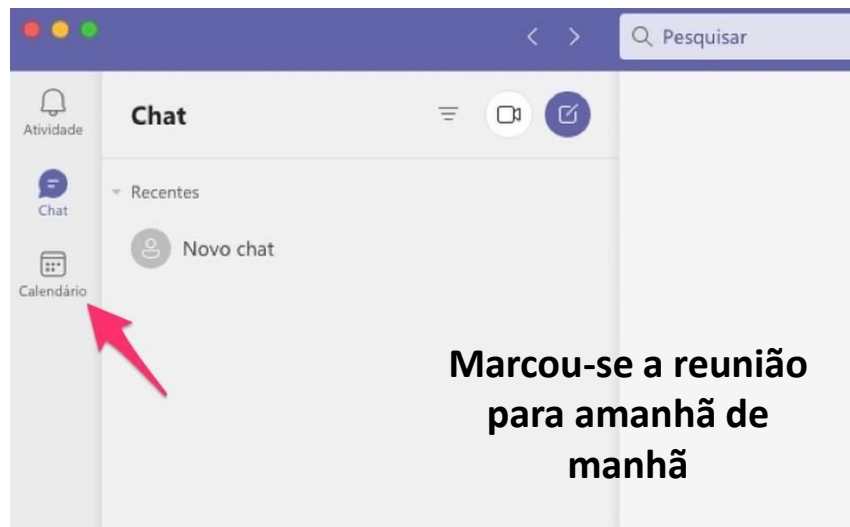 Pesquisar
Atividade
Chat
Chat
Recentes
Novo chat
Calendário
Marcou-se a reunião
para amanhã de
manhã